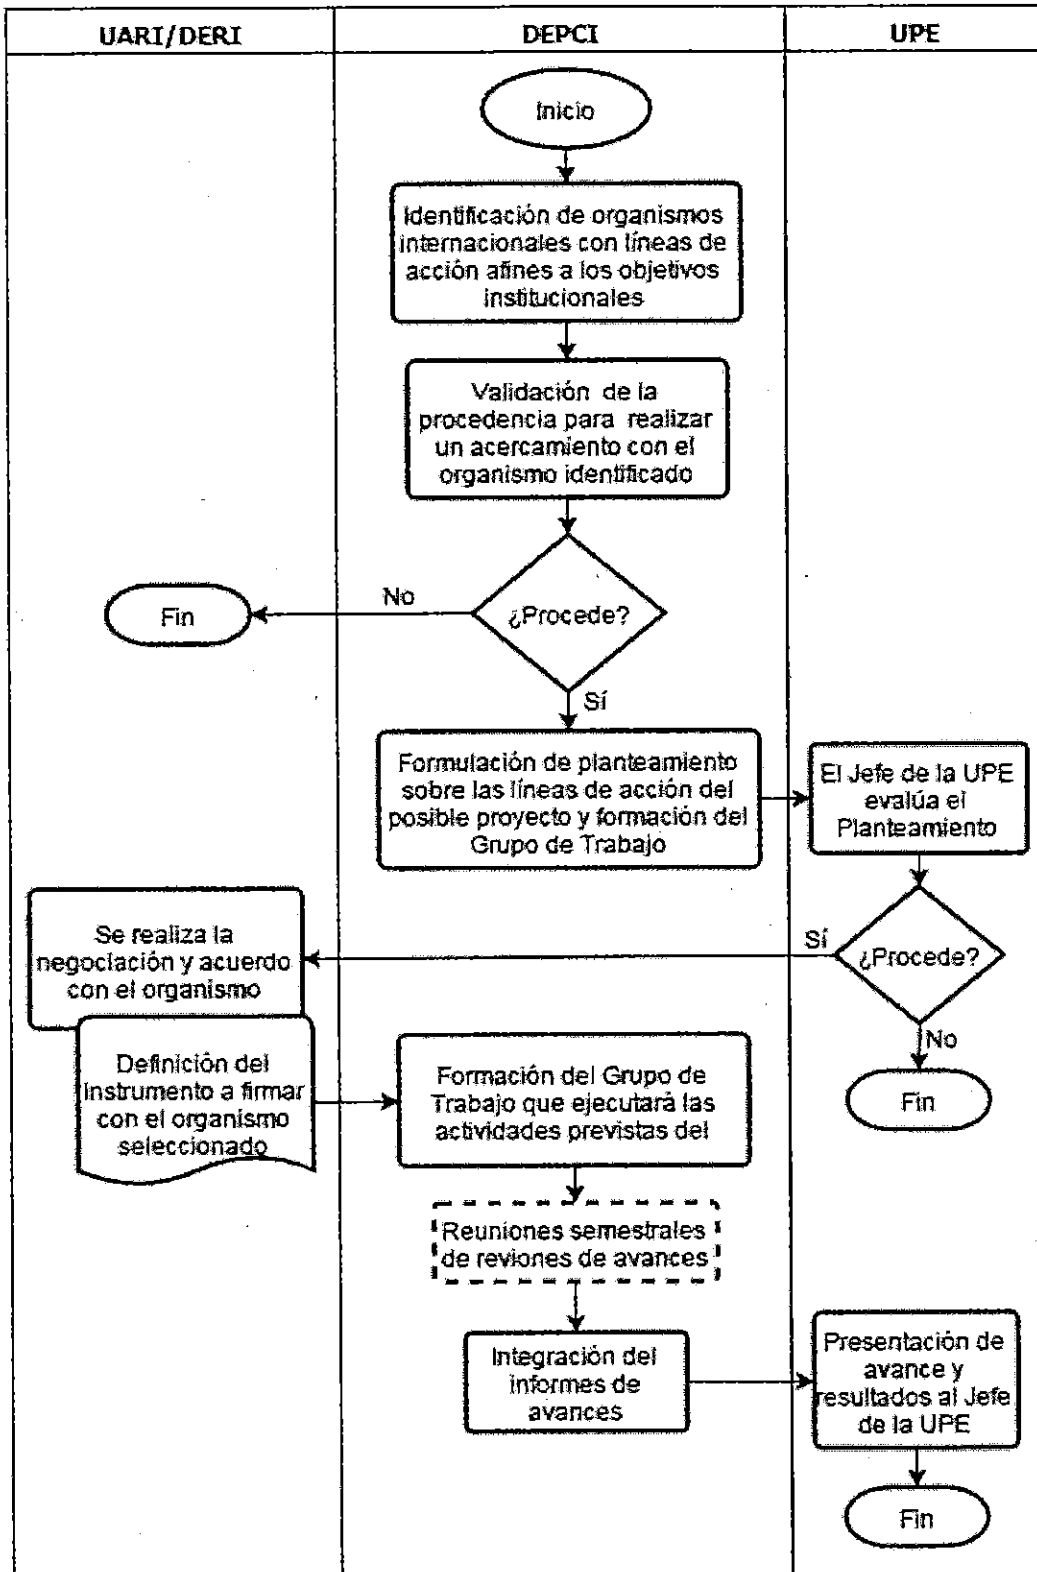 UARI/DERI
DEPCI
UPE
Inicio
Identificación de organismos
internacionales con líneas de
acción afines a los objetivos
institucionales
Validación de la
procedencia para realizar
un acercamiento con el
organismo identificado
¿Procede?
No
Fin
Sí
Formulación de planteamiento
sobre las líneas de acción del
posible proyecto y formación del
Grupo de Trabajo
El Jefe de la UPE
evalúa el
Planteamiento
¿Procede?
Sí
No
Fin
Se realiza la
negociación y acuerdo
con el organismo
Definición del
Instrumento a firmar
con el organismo
seleccionado
Formación del Grupo de
Trabajo que ejecutará las
actividades previstas del
Reuniones semestrales
de reviones de avances
Integración del
informes de
avances
Presentación de
avance y
resultados al Jefe
de la UPE
Fin